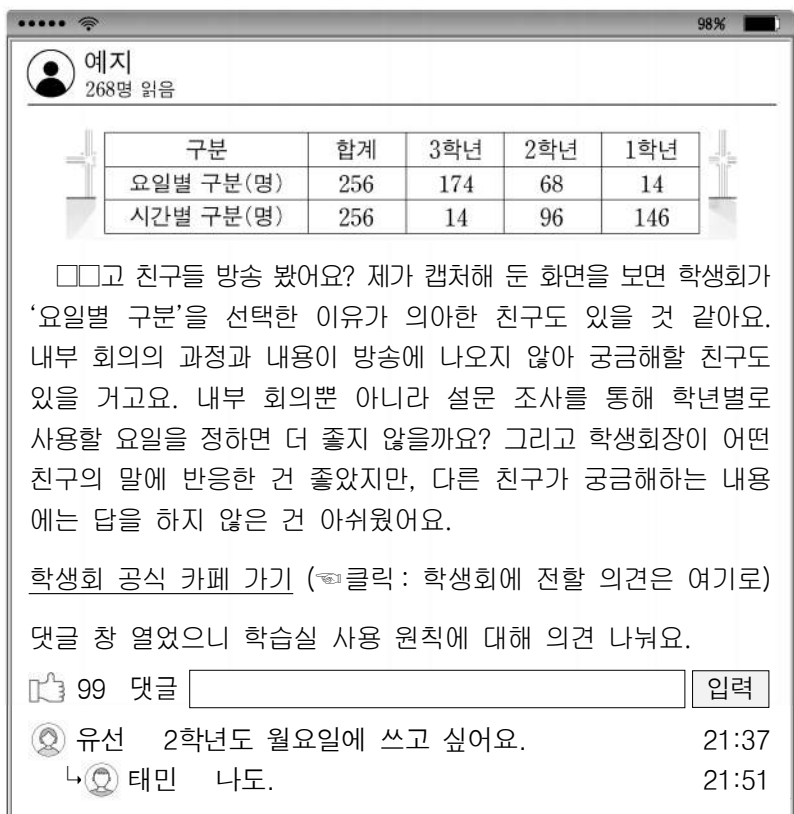 98%
예지
268명 읽음
구분 합계 3학년 2학년 1학년
요일별 구분(명) 256 174 68 14
시간별 구분(명) 256 14 96 146
□□고 친구들 방송 봤어요? 제가 캡처해 둔 화면을 보면 학생회가
‘요일별 구분’을 선택한 이유가 의아한 친구도 있을 것 같아요.
내부 회의의 과정과 내용이 방송에 나오지 않아 궁금해할 친구도
있을 거고요. 내부 회의뿐 아니라 설문 조사를 통해 학년별로
사용할 요일을 정하면 더 좋지 않을까요? 그리고 학생회장이 어떤
친구의 말에 반응한 건 좋았지만, 다른 친구가 궁금해하는 내용
에는 답을 하지 않은 건 아쉬웠어요.
학생회 공식 카페 가기 (☜클릭 : 학생회에 전할 의견은 여기로)
댓글 창 열었으니 학습실 사용 원칙에 대해 의견 나눠요.
99 댓글 입력
유선 2학년도 월요일에 쓰고 싶어요. 21:37
태민 나도. 21:51